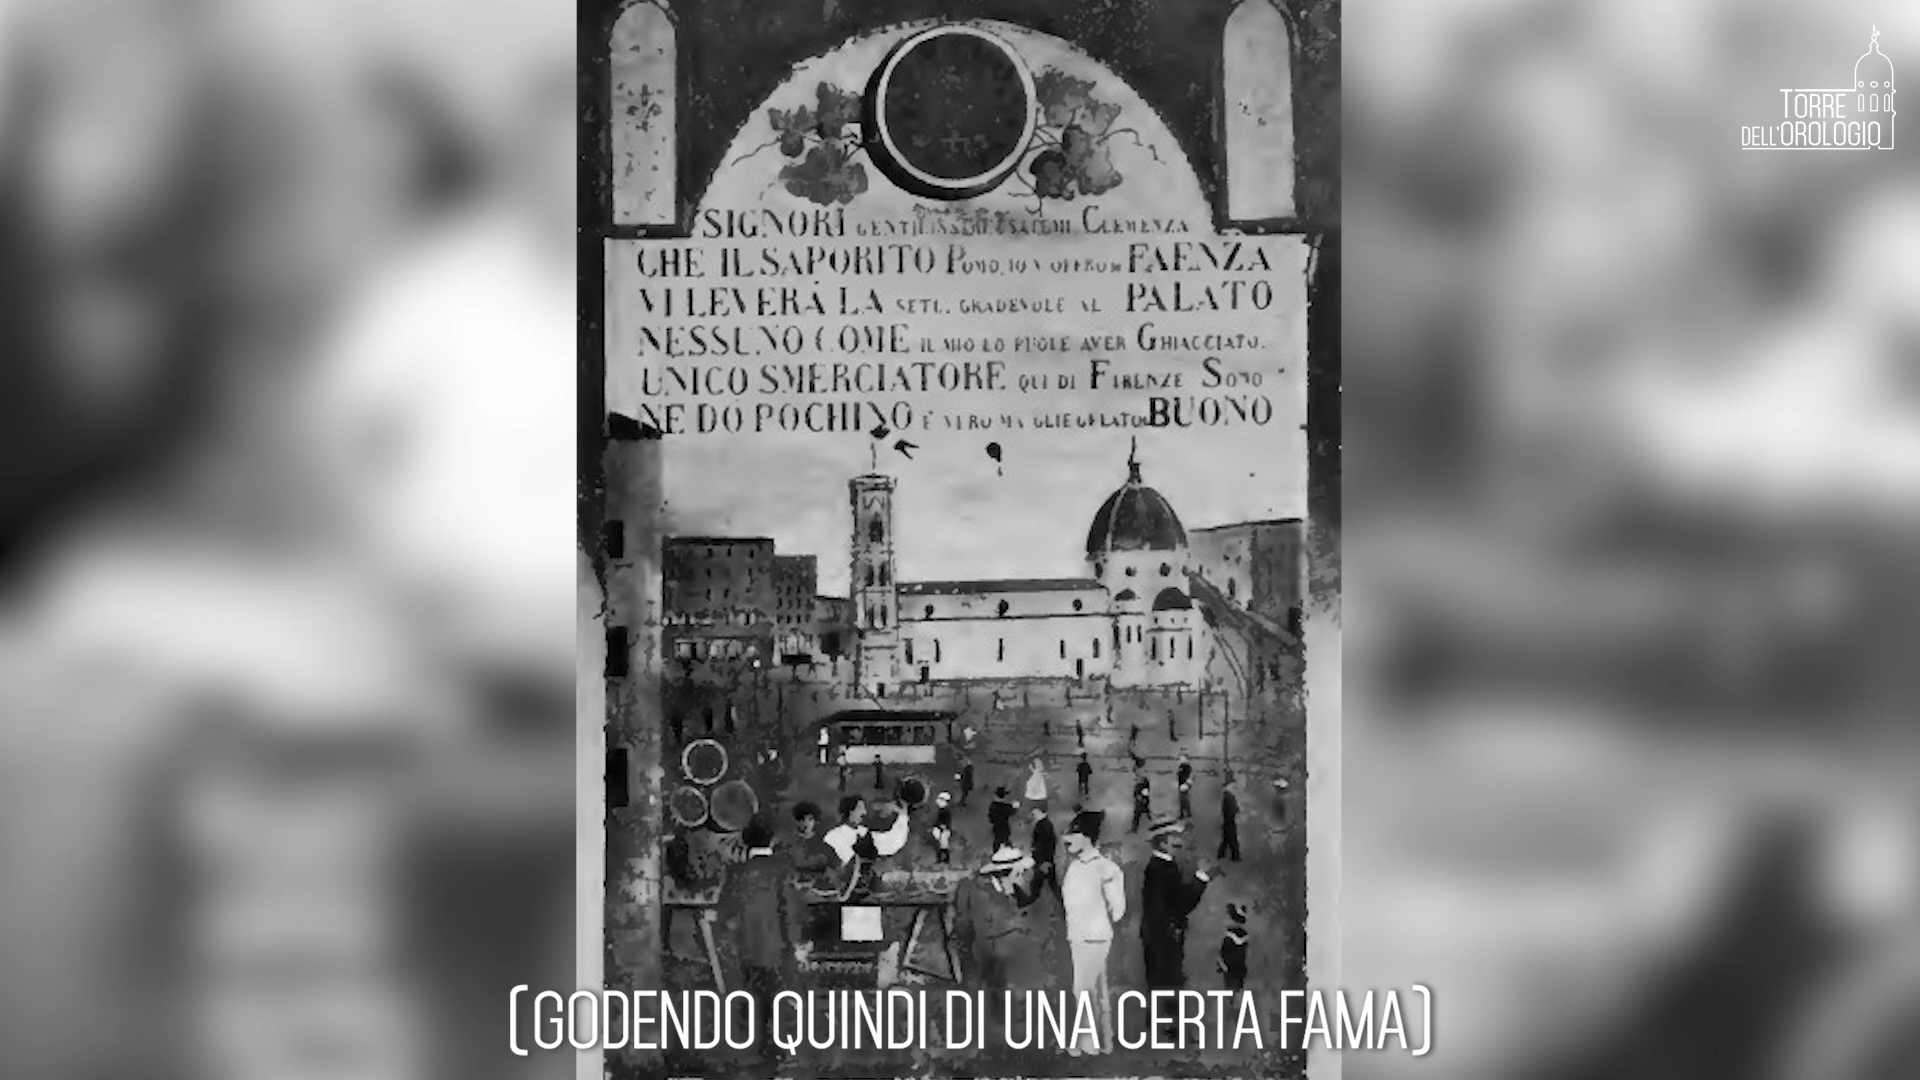 TORRE
DELL'OROLOGIO
SIGNORI CLEMENZA
CHE IL SAPORITO POMO, IO V'OFFRO DI FAENZA
VI LEVERÀ LA SETE, GRADEVOLE AL PALATO
NESSUNO COME IL MIO LO PUOLE AVER GHIACCIATO.
UNICO SMERCIATORE QUI DI FIRENZE SONO
NE DÒ POCHINO È VERO MA GLIE GELATO BUONO
(GODENDO QUINDI DI UNA CERTA FAMA)